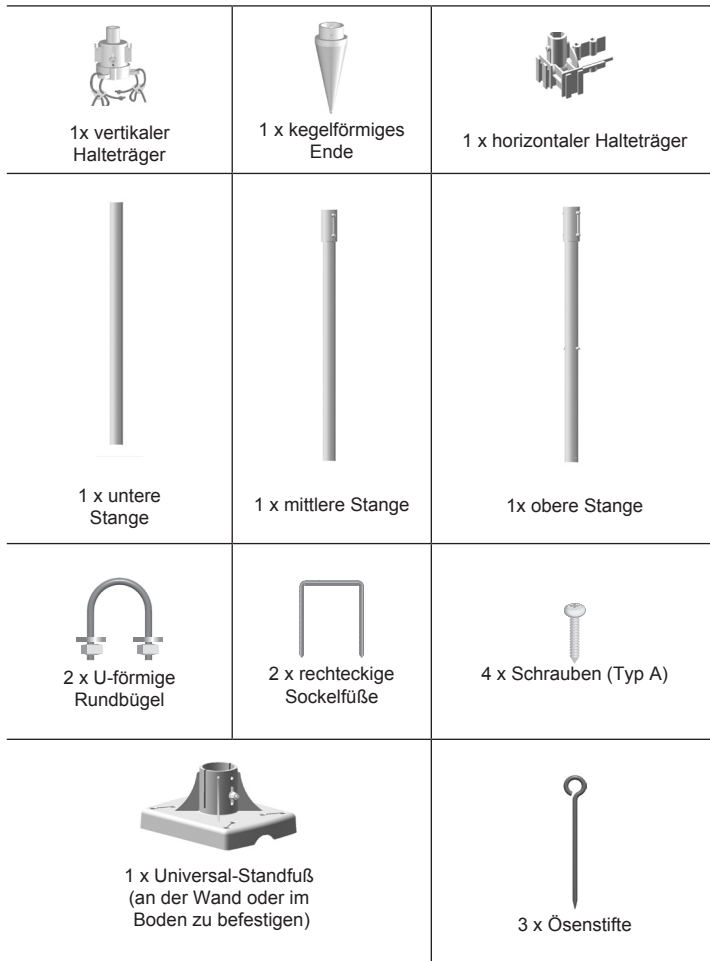 1x vertikaler
Halteträger
1 x kegelförmiges
Ende
1 x horizontaler Halteträger
1 x untere
Stange
1 x mittlere Stange
1x obere Stange
2 x U-förmige
Rundbügel
2 x rechteckige
Sockelfüße
4 x Schrauben (Typ A)
1 x Universal-Standfuß
(an der Wand oder im
Boden zu befestigen)
3 x Ösenstifte